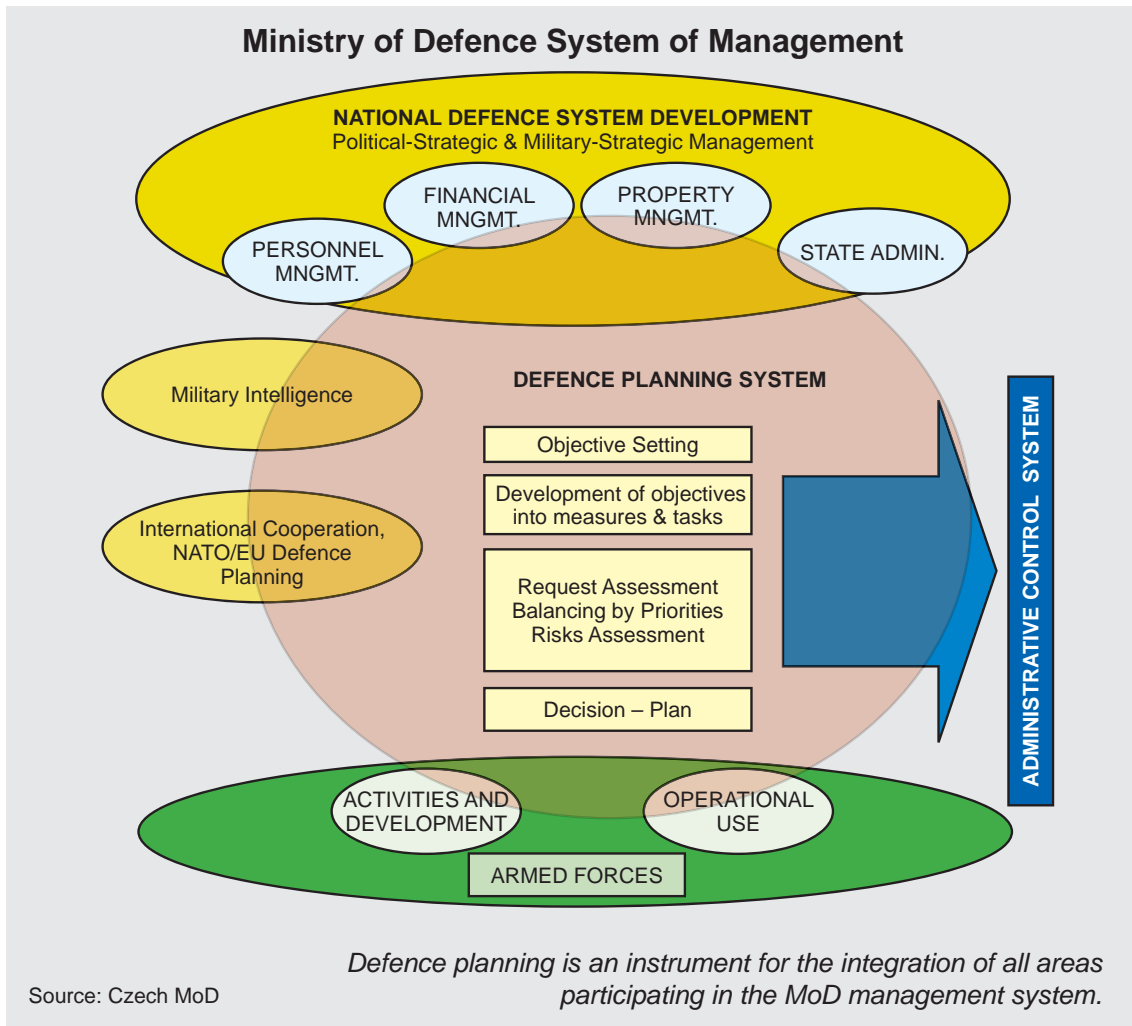 Ministry of Defence System of Management
NATIONAL DEFENCE SYSTEM DEVELOPMENT
Political-Strategic & Military-Strategic Management
FINANCIAL
MNGMT.
PROPERTY
MNGMT.
PERSONNEL
MNGMT.
STATE ADMIN.
Military Intelligence
DEFENCE PLANNING SYSTEM
Objective Setting
Development of objectives
into measures & tasks
International Cooperation,
NATO/EU Defence
Planning
Request Assessment
Balancing by Priorities
Risks Assessment
Decision – Plan
ADMINISTRATIVE CONTROL SYSTEM
ACTIVITIES AND
DEVELOPMENT
OPERATIONAL
USE
ARMED FORCES
Defence planning is an instrument for the integration of all areas
participating in the MoD management system.
Source: Czech MoD